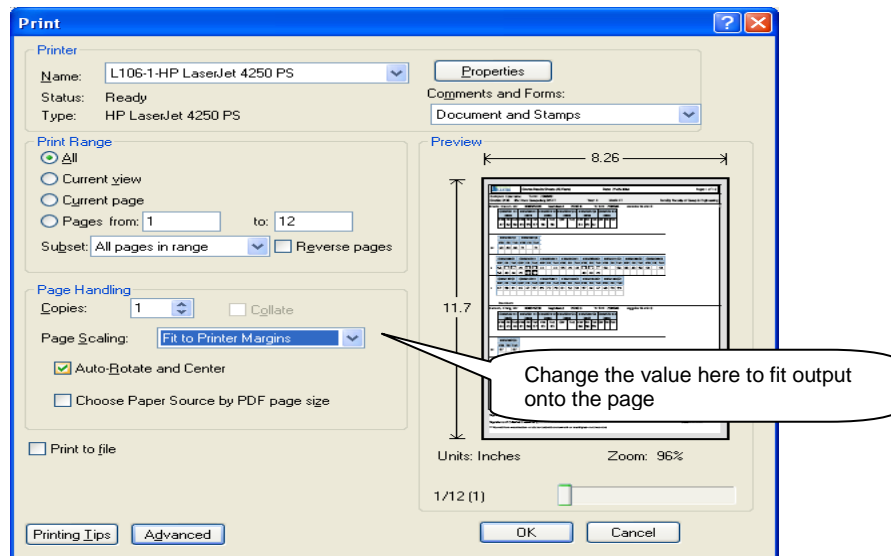 Print
Printer
Name: L106-1-HP LaserJet 4250 PS
Properties
Status: Ready
Comments and Forms:
Type: HP LaserJet 4250 PS
Document and Stamps
Print Range
All
Current view
Current page
Pages from: 1 to: 12
Subset: All pages in range
Reverse pages
Preview
8.26
11.7
Page Handling
Copies: 1
Collate
Page Scaling: Fit to Printer Margins
Auto-Rotate and Center
Choose Paper Source by PDF page size
Change the value here to fit output
onto the page
Print to file
Units: Inches Zoom: 96%
1/12 (1)
Printing Tips
Advanced
OK
Cancel